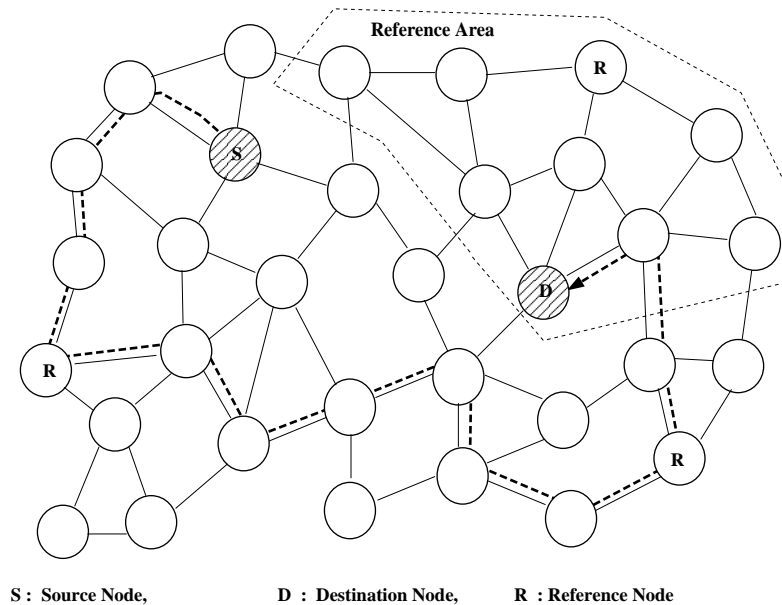 Reference Area
R
S
D
R
R
S : Source Node, D : Destination Node, R : Reference Node